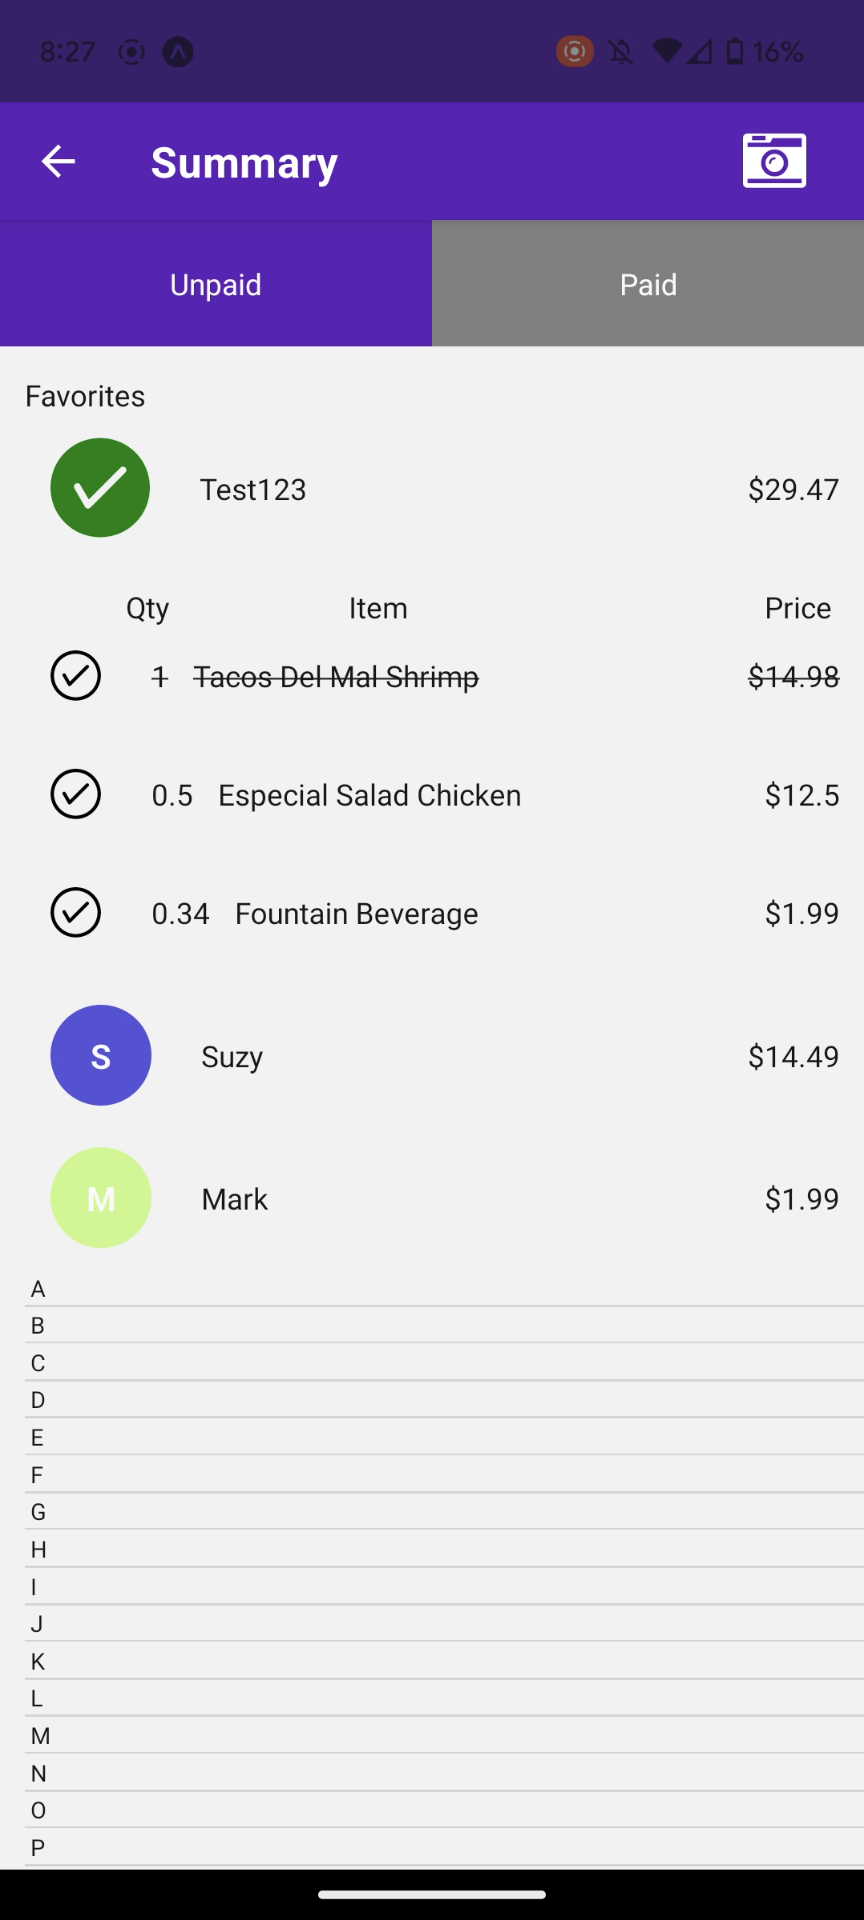 8:27 16%
Summary
Unpaid Paid
Favorites
Test123 $29.47
Qty Item Price
1 Tacos Del Mal Shrimp $14.98
0.5 Especial Salad Chicken $12.5
0.34 Fountain Beverage $1.99
S Suzy $14.49
M Mark $1.99
A
B
C
D
E
F
G
H
I
J
K
L
M
N
O
P